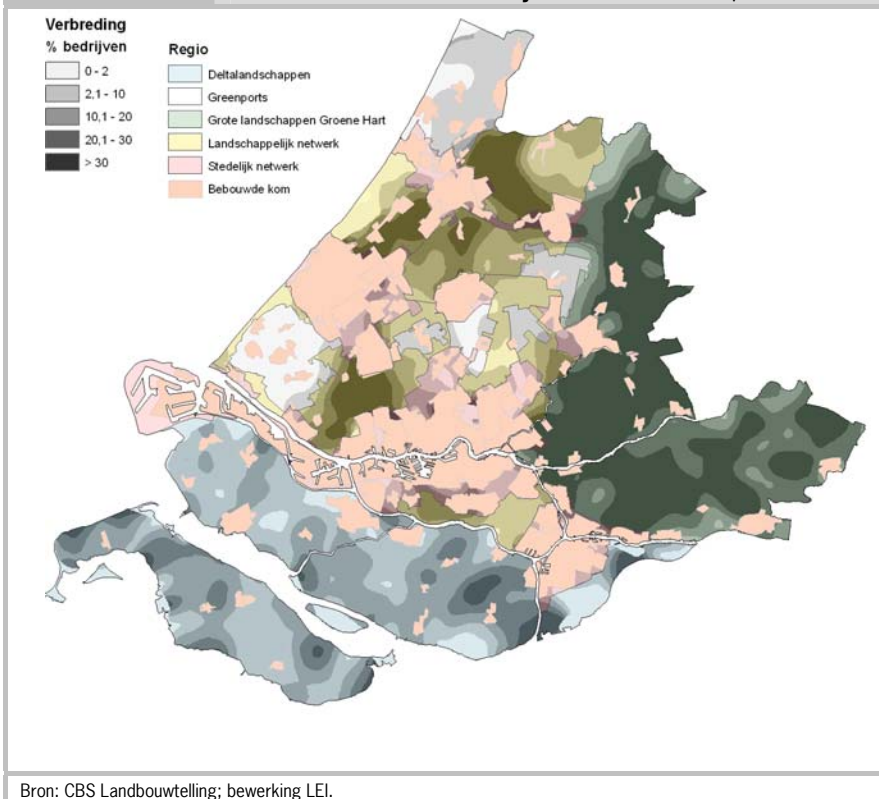 Verbreding
% bedrijven
0 - 2
2,1 - 10
10,1 - 20
20,1 - 30
> 30
Regio
Deltalandschappen
Greenports
Grote landschappen Groene Hart
Landschappelijk netwerk
Stedelijk netwerk
Bebouwde kom
Bron: CBS Landbouwtelling; bewerking LEI.